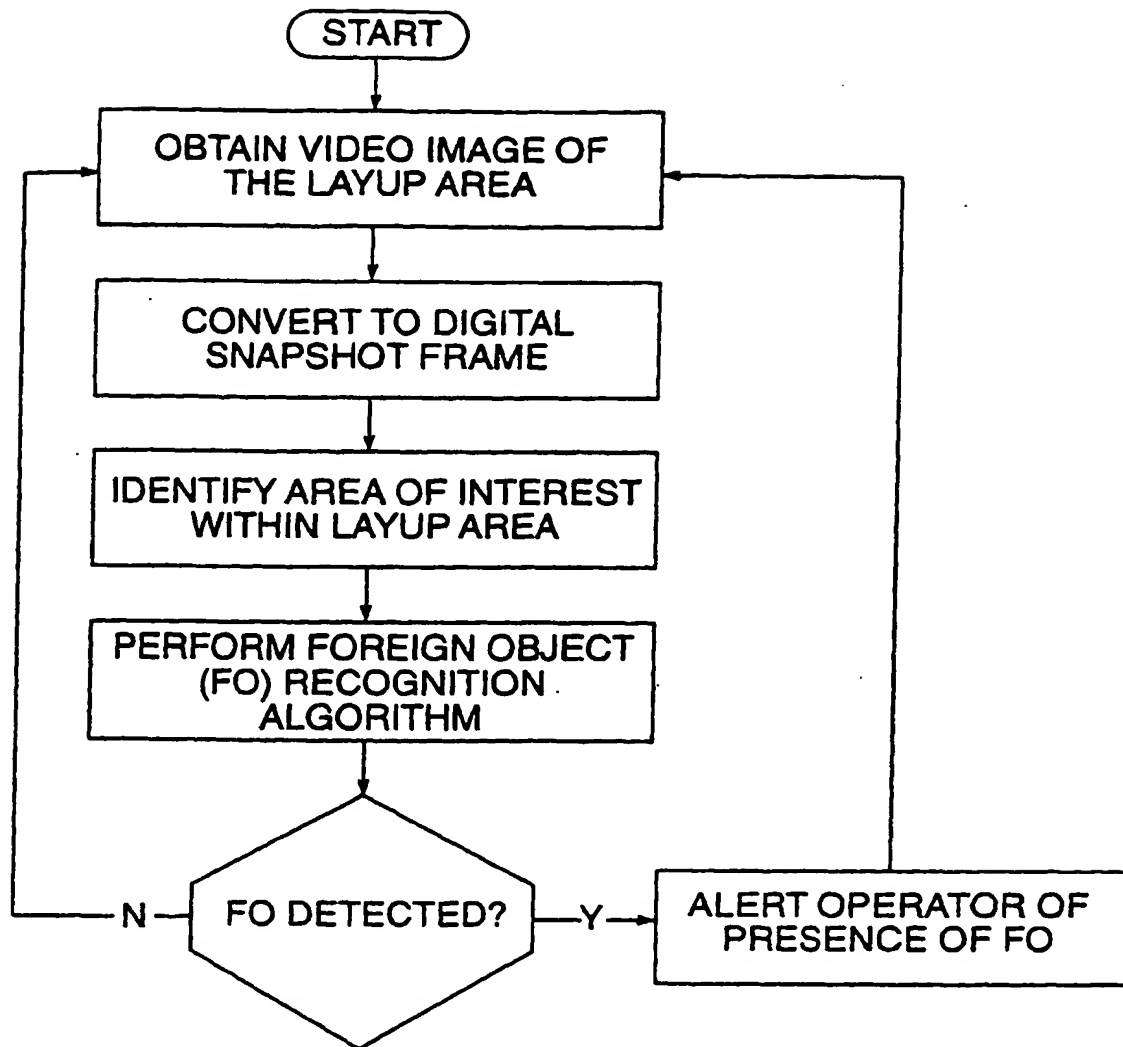 START
OBTAIN VIDEO IMAGE OF
THE LAYUP AREA
CONVERT TO DIGITAL
SNAPSHOT FRAME
IDENTIFY AREA OF INTEREST
WITHIN LAYUP AREA
PERFORM FOREIGN OBJECT
(FO) RECOGNITION
ALGORITHM
N
FO DETECTED?
Y
ALERT OPERATOR OF
PRESENCE OF FO